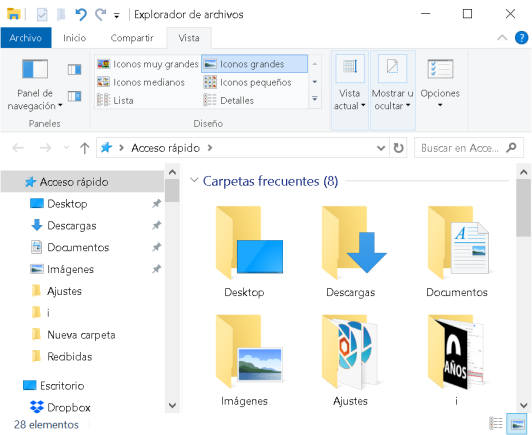 Explorador de archivos
Archivo Inicio Compartir Vista
Panel de navegación
Iconos muy grandes Iconos grandes
Iconos medianos Iconos pequeños
Lista Detalles
Vista actual
Mostrar u ocultar
Opciones
Paneles Diseño
Acceso rápido
Buscar en Acce...
Acceso rápido
Desktop
Descargas
Documentos
Imágenes
Ajustes
i
Nueva carpeta
Recibidas
Escritorio
Dropbox
Carpetas frecuentes (8)
Desktop Descargas Documentos
AÑOS
Imágenes Ajustes i
28 elementos